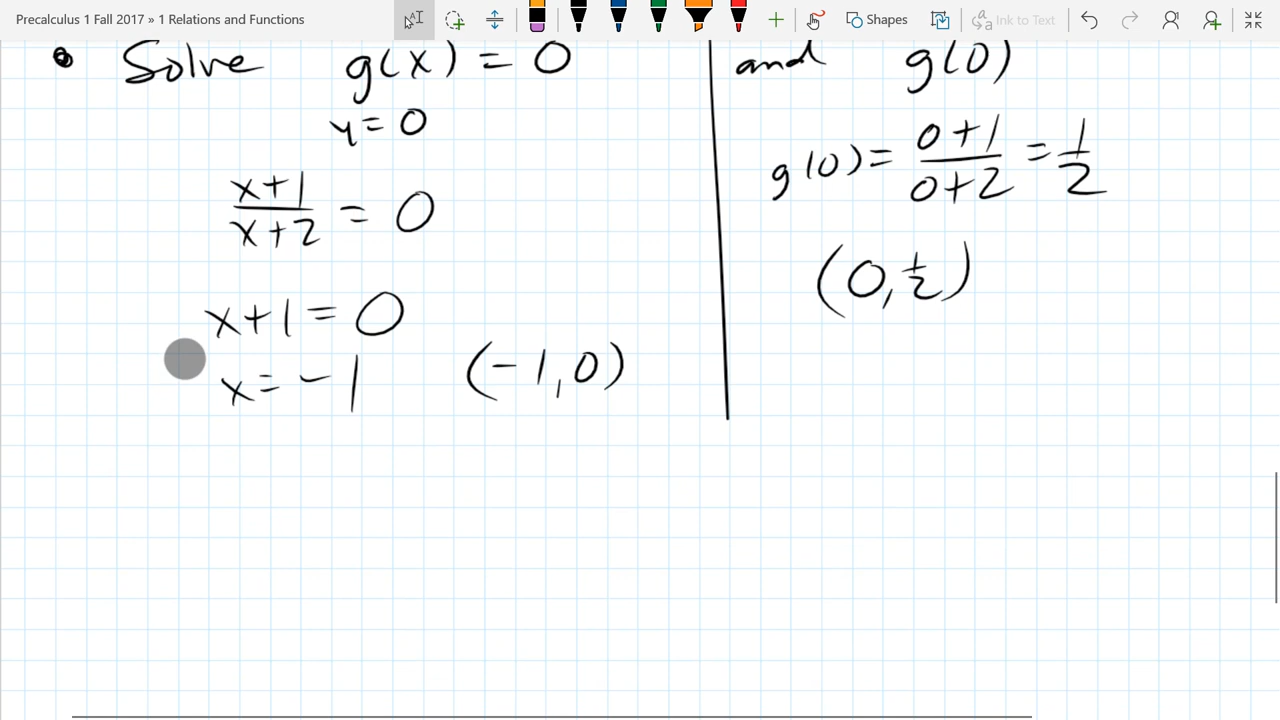 Precalculus 1 Fall 2017 » 1 Relations and Functions
Shapes
Ink to Text
Solve g(x) = 0
y = 0
x+1/x+2 = 0
x+1 = 0
x = -1 (-1, 0)
and g(0)
g(0) = 0+1/0+2 = 1/2
(0, 1/2)